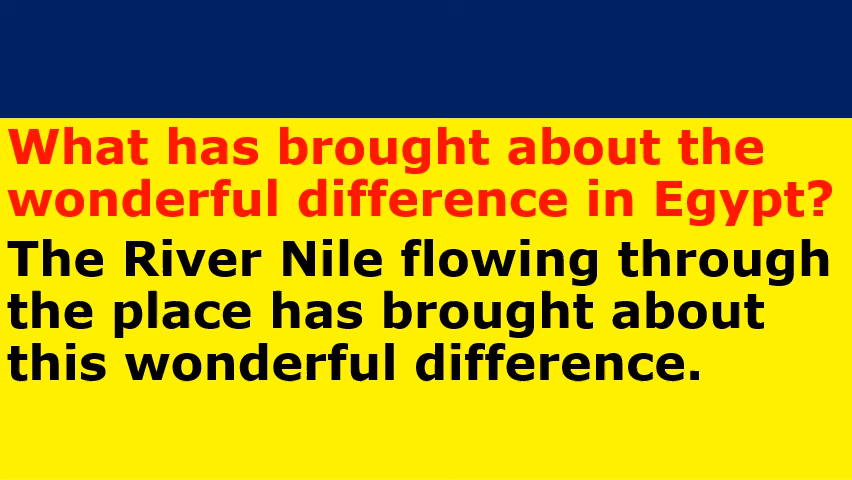 What has brought about the
wonderful difference in Egypt?
The River Nile flowing through
the place has brought about
this wonderful difference.